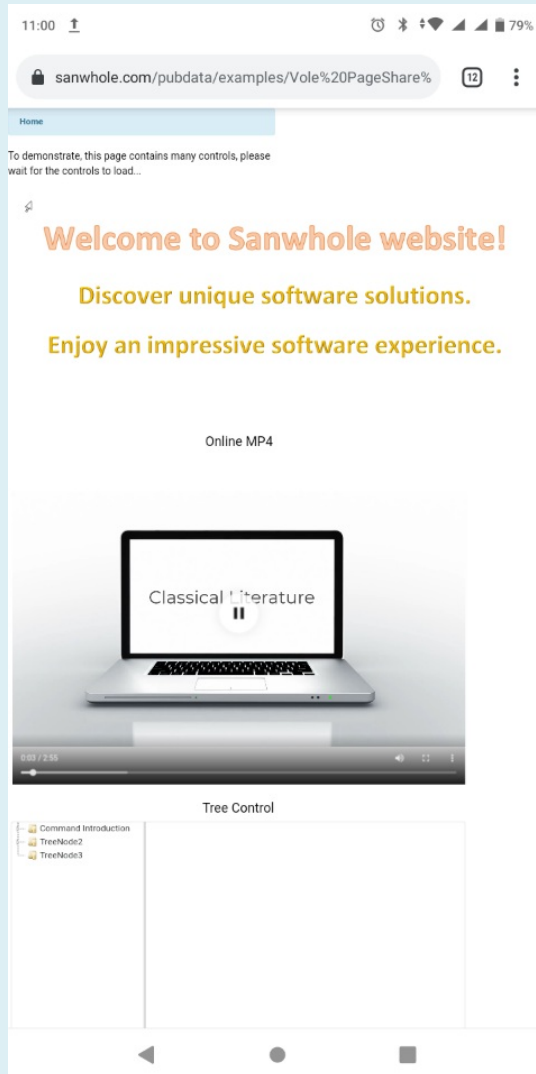 11:00
79%
sanwhole.com/pubdata/examples/Vole%20PageShare%
12
Home
To demonstrate, this page contains many controls, please
wait for the controls to load...
Welcome to Sanwhole website!
Discover unique software solutions.
Enjoy an impressive software experience.
Online MP4
Classical Literature
0:03 / 2:55
Tree Control
Command Introduction
TreeNode2
TreeNode3